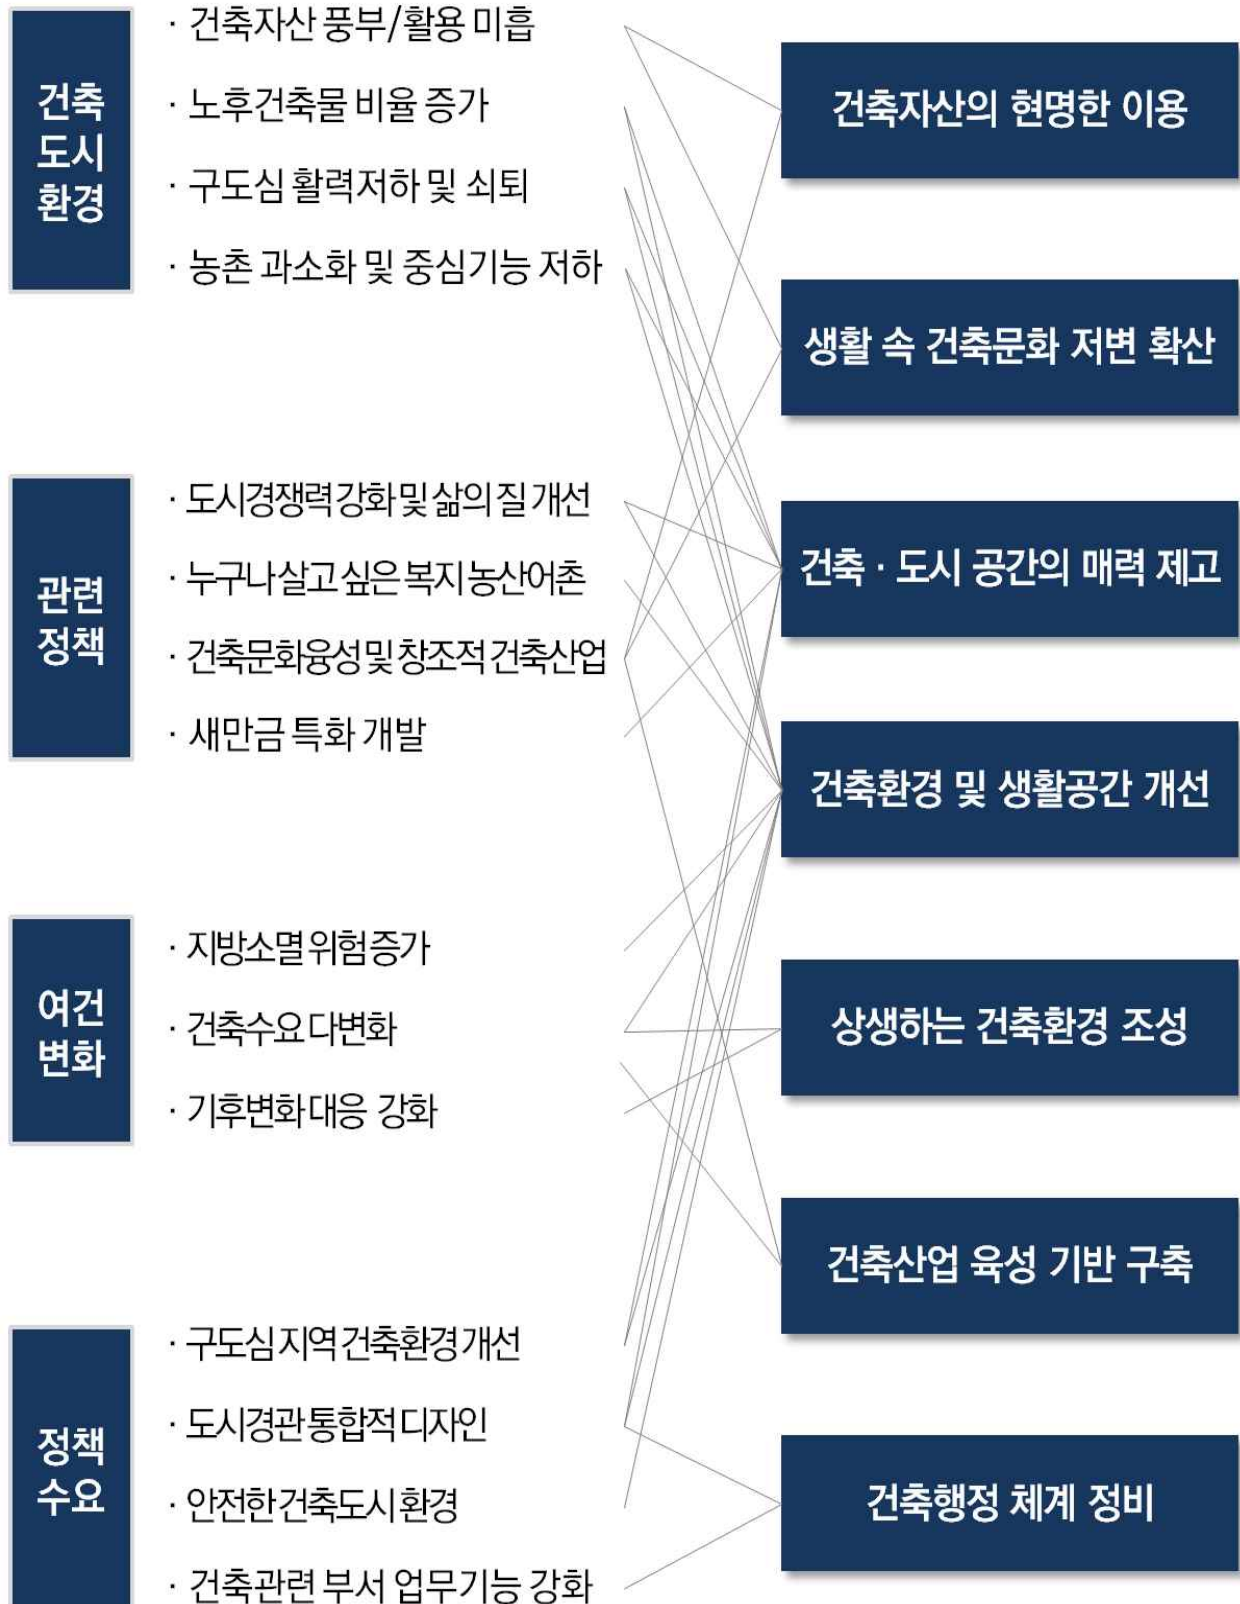 건축
도시
환경
· 건축자산 풍부/활용 미흡
· 노후건축물 비율 증가
· 구도심 활력저하 및 쇠퇴
· 농촌 과소화 및 중심기능 저하
관련
정책
· 도시경쟁력 강화 및 삶의 질 개선
· 누구나 살고 싶은 복지 농산어촌
· 건축문화융성 및 창조적 건축산업
· 새만금 특화 개발
여건
변화
· 지방소멸 위험 증가
· 건축수요 다변화
· 기후변화 대응 강화
정책
수요
· 구도심 지역 건축환경 개선
· 도시경관 통합적 디자인
· 안전한 건축도시 환경
· 건축관련 부서 업무기능 강화
건축자산의 현명한 이용
생활 속 건축문화 저변 확산
건축 · 도시 공간의 매력 제고
건축환경 및 생활공간 개선
상생하는 건축환경 조성
건축산업 육성 기반 구축
건축행정 체계 정비